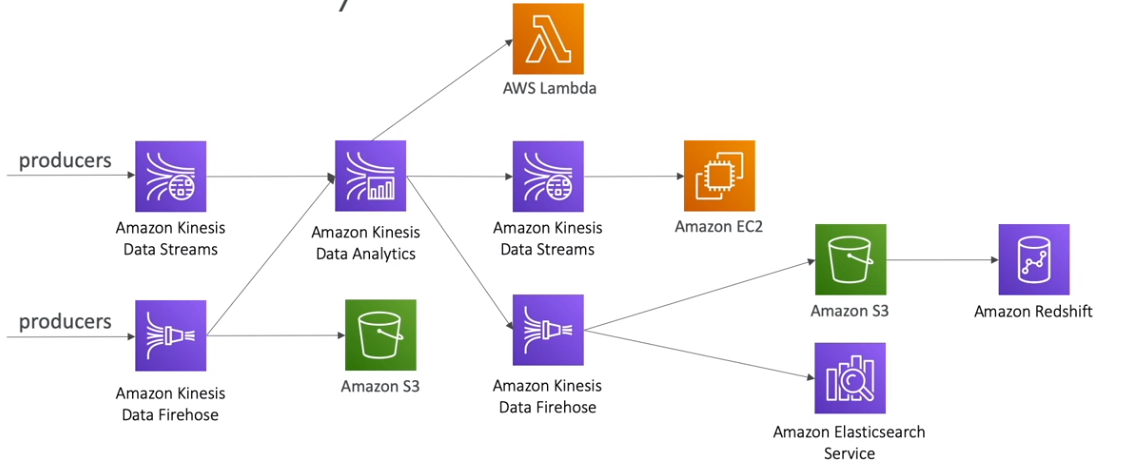 AWS Lambda
producers
Amazon Kinesis
Data Streams
Amazon Kinesis
Data Analytics
Amazon Kinesis
Data Streams
Amazon EC2
producers
Amazon Kinesis
Data Firehose
Amazon S3
Amazon Kinesis
Data Firehose
Amazon S3
Amazon Redshift
Amazon Elasticsearch
Service